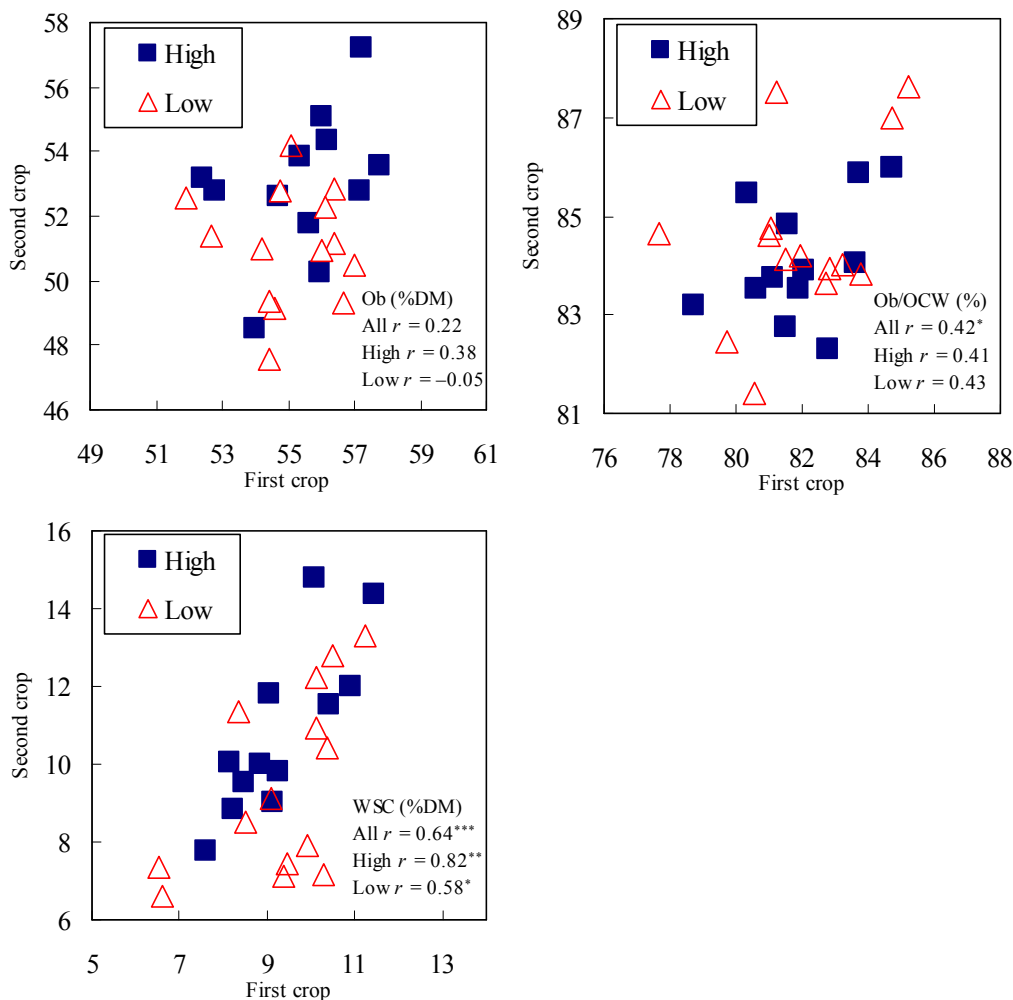 58
56
54
52
50
48
46
Second crop
High
Low
Ob (%DM)
All r = 0.22
High r = 0.38
Low r = –0.05
49 51 53 55 57 59 61
First crop
89
87
85
83
81
Second crop
High
Low
Ob/OCW (%)
All r = 0.42*
High r = 0.41
Low r = 0.43
76 78 80 82 84 86 88
First crop
16
14
12
10
8
6
Second crop
High
Low
WSC (%DM)
All r = 0.64***
High r = 0.82**
Low r = 0.58*
5 7 9 11 13
First crop